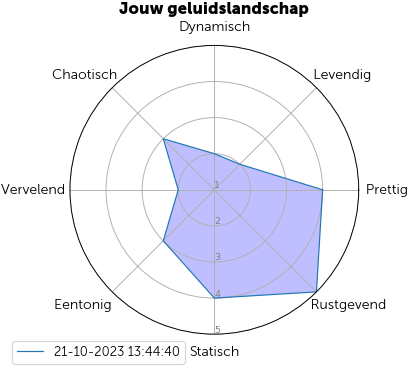 Jouw geluidslandschap
Dynamisch
Chaotisch
Levendig
Vervelend
Prettig
1
2
3
4
5
Eentonig
Rustgevend
21-10-2023 13:44:40
Statisch